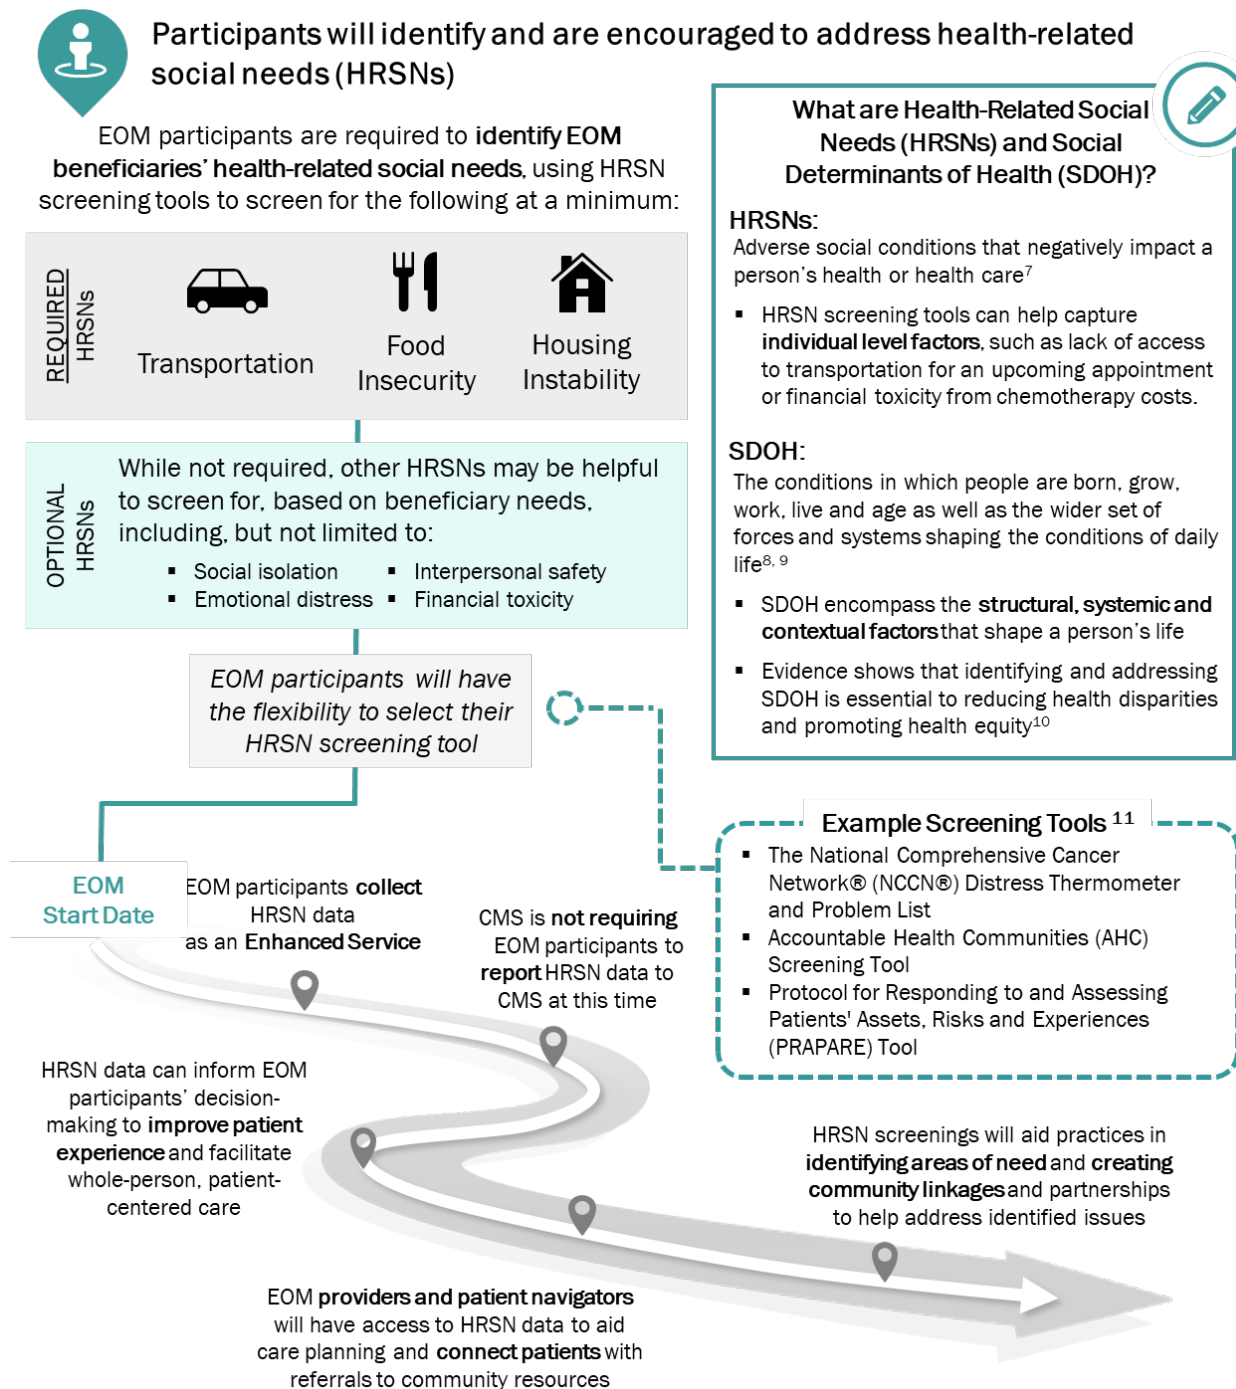 Participants will identify and are encouraged to address health-related
social needs (HRSNs)
EOM participants are required to identify EOM
beneficiaries' health-related social needs, using HRSN
screening tools to screen for the following at a minimum:
REQUIRED
HRSNs
Transportation
Food
Insecurity
Housing
Instability
OPTIONAL
HRSNs
While not required, other HRSNs may be helpful
to screen for, based on beneficiary needs,
including, but not limited to:
▪ Social isolation
▪ Emotional distress
▪ Interpersonal safety
▪ Financial toxicity
EOM participants will have
the flexibility to select their
HRSN screening tool
What are Health-Related Social
Needs (HRSNs) and Social
Determinants of Health (SDOH)?
HRSNs:
Adverse social conditions that negatively impact a
person's health or health care7
▪ HRSN screening tools can help capture
individual level factors, such as lack of access
to transportation for an upcoming appointment
or financial toxicity from chemotherapy costs.
SDOH:
The conditions in which people are born, grow,
work, live and age as well as the wider set of
forces and systems shaping the conditions of daily
life8, 9
▪ SDOH encompass the structural, systemic and
contextual factors that shape a person's life
▪ Evidence shows that identifying and addressing
SDOH is essential to reducing health disparities
and promoting health equity10
Example Screening Tools 11
▪ The National Comprehensive Cancer
Network® (NCCN®) Distress Thermometer
and Problem List
▪ Accountable Health Communities (AHC)
Screening Tool
▪ Protocol for Responding to and Assessing
Patients' Assets, Risks and Experiences
(PRAPARE) Tool
EOM
Start Date
EOM participants collect
HRSN data
as an Enhanced Service
CMS is not requiring
EOM participants to
report HRSN data to
CMS at this time
HRSN data can inform EOM
participants' decision-
making to improve patient
experience and facilitate
whole-person, patient-
centered care
EOM providers and patient navigators
will have access to HRSN data to aid
care planning and connect patients with
referrals to community resources
HRSN screenings will aid practices in
identifying areas of need and creating
community linkages and partnerships
to help address identified issues